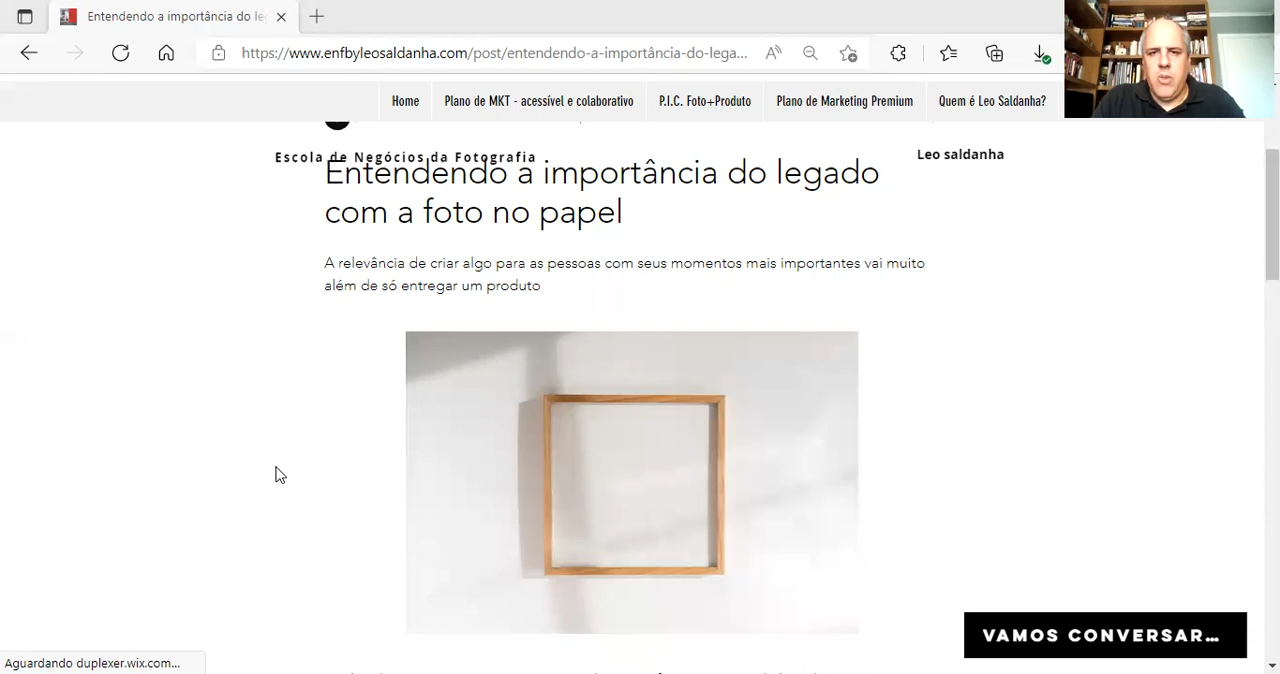 Entendendo a importância do le
https://www.enfbyleosaldanha.com/post/entendendo-a-importância-do-lega...
Home
Plano de MKT - acessível e colaborativo
P.I.C. Foto+Produto
Plano de Marketing Premium
Quem é Leo Saldanha?
Escola de Negócios da Fotografia
Leo saldanha
Entendendo a importância do legado
com a foto no papel
A relevância de criar algo para as pessoas com seus momentos mais importantes vai muito
além de só entregar um produto
VAMOS CONVERSAR...
Aguardando duplexer.wix.com...